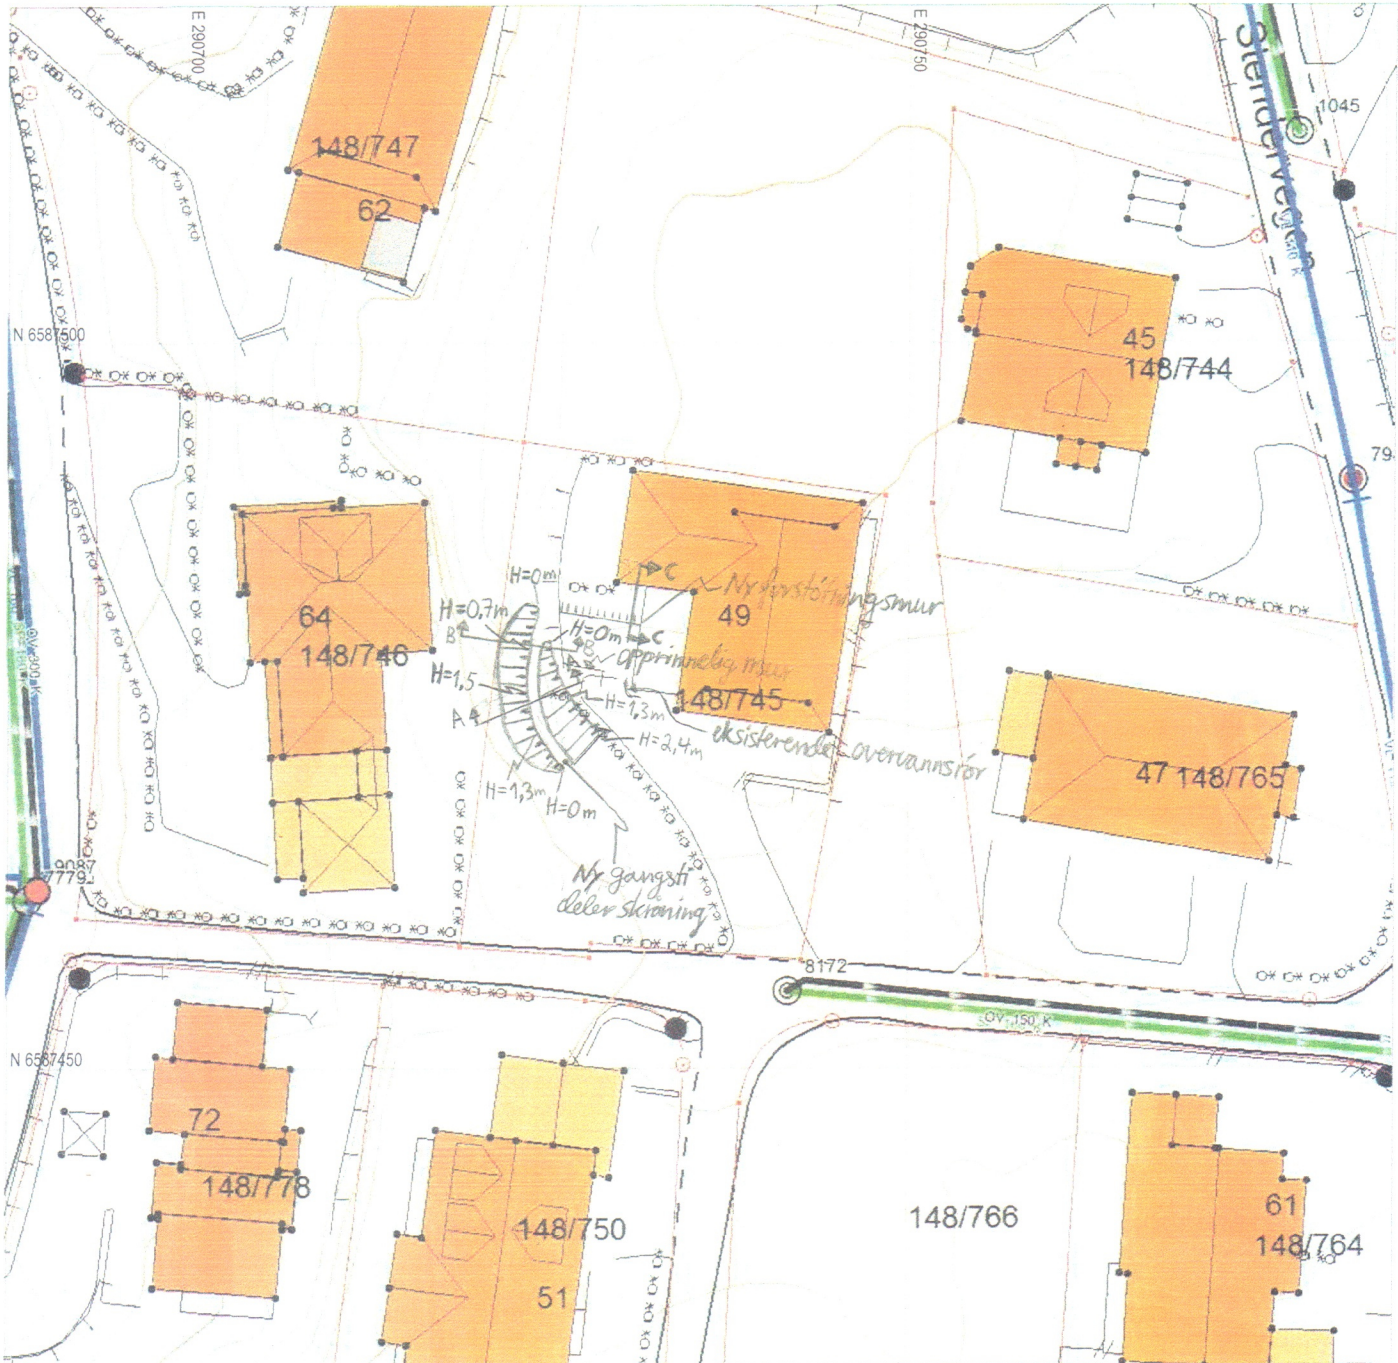 E 290700
E 290750
Stendervegen
1045
148/747
62
N 6587500
45
148/744
79
H=0m
Ny forstøtningsmur
H=0,7m
C
64
49
148/746
B
H=0m
C
B
opprinnelig mur
H=1,5
148/745
A
H=1,3m
eksisterende overvannsrør
H=2,4m
47 148/765
H=1,3m
H=0m
OV 300 K
9087
7779
Ny gangsti
deler skråning
8172
OV 150 K
N 6587450
72
148/778
148/750
51
148/766
61
148/764